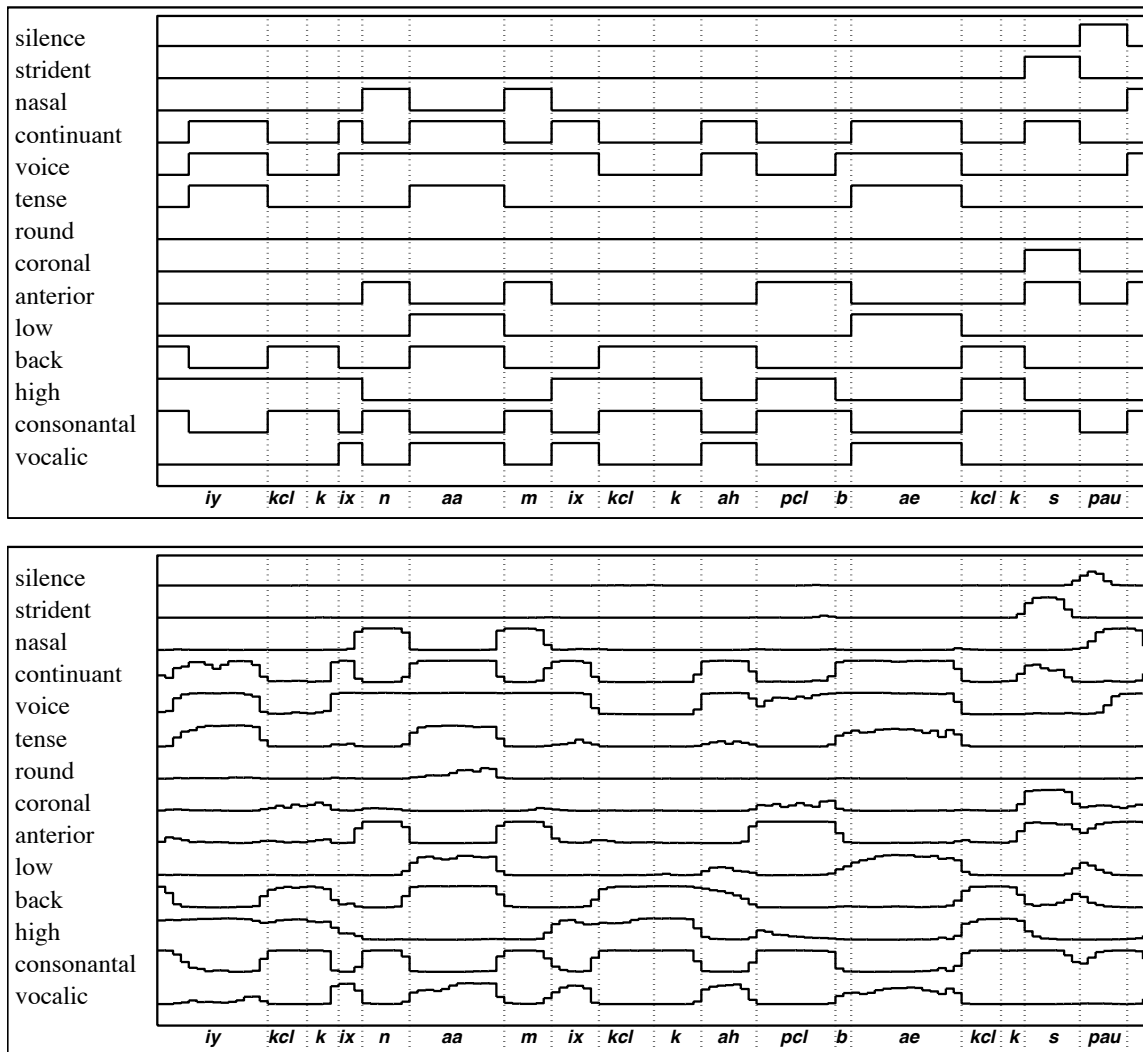 silence
strident
nasal
continuant
voice
tense
round
coronal
anterior
low
back
high
consonantal
vocalic
iy kcl k ix n aa m ix kcl k ah pcl b ae kcl k s pau
silence
strident
nasal
continuant
voice
tense
round
coronal
anterior
low
back
high
consonantal
vocalic
iy kcl k ix n aa m ix kcl k ah pcl b ae kcl k s pau